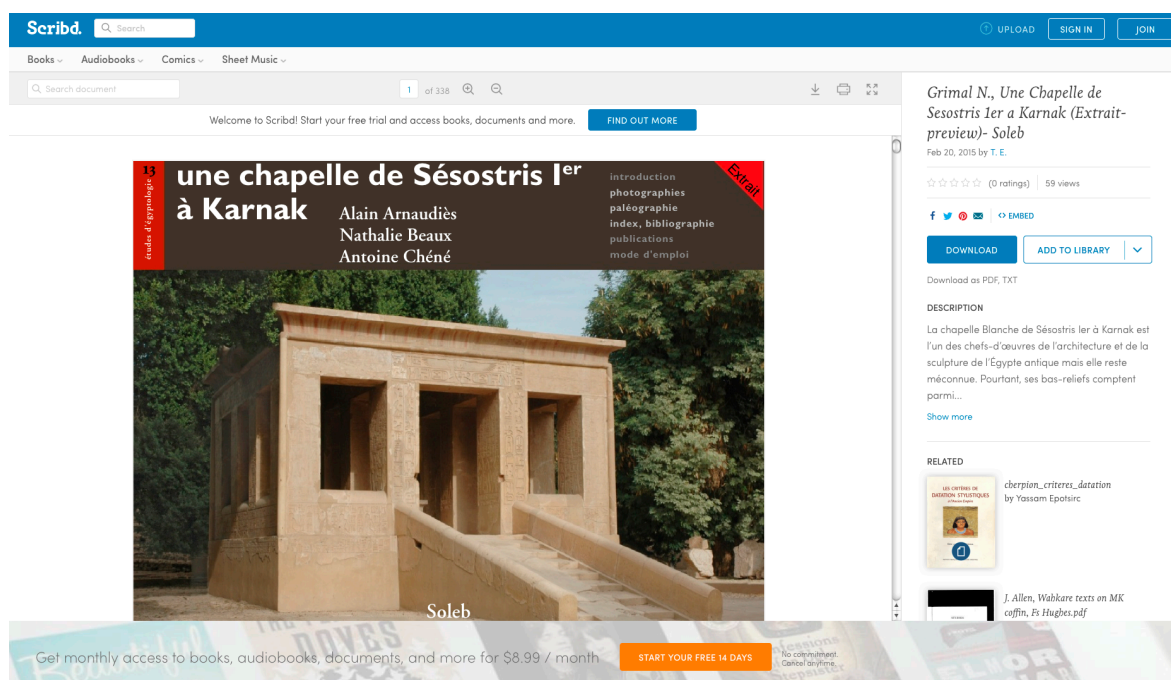 Scribd.
Search
UPLOAD
SIGN IN
JOIN
Books
Audiobooks
Comics
Sheet Music
Search document
1 of 338
Welcome to Scribd! Start your free trial and access books, documents and more.
FIND OUT MORE
13
études d'égyptologie
une chapelle de Sésostris Ier
à Karnak
Alain Arnaudiès
Nathalie Beaux
Antoine Chéné
introduction
photographies
paléographie
index, bibliographie
publications
mode d'emploi
Extrait
Soleb
Grimal N., Une Chapelle de
Sesostris 1er a Karnak (Extrait-
preview)- Soleb
Feb 20, 2015 by T. E.
(0 ratings)
59 views
EMBED
DOWNLOAD
ADD TO LIBRARY
Download as PDF, TXT
DESCRIPTION
La chapelle Blanche de Sésostris Ier à Karnak est
l'un des chefs-d'œuvres de l'architecture et de la
sculpture de l'Égypte antique mais elle reste
méconnue. Pourtant, ses bas-reliefs comptent
parmi...
Show more
RELATED
LES CRITÈRES DE
DATATION STYLISTIQUES
cherpion_criteres_datation
by Yassam Epotsirc
J. Allen, Wahkare texts on MK
coffin, Fs Hughes.pdf
Get monthly access to books, audiobooks, documents, and more for $8.99 / month
START YOUR FREE 14 DAYS
No commitment.
Cancel anytime.